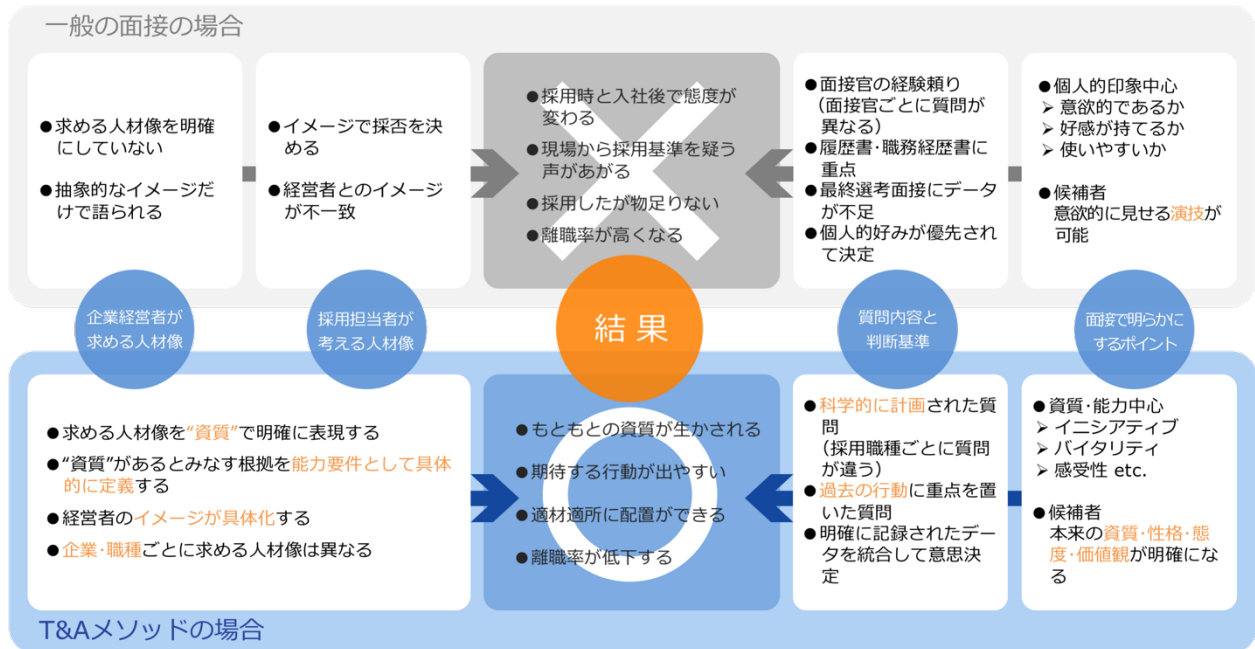 一般の面接の場合
●求める人材像を明確
にしていない
●抽象的なイメージだ
けで語られる
●イメージで採否を決
める
●経営者とのイメージ
が不一致
●採用時と入社後で態度が
変わる
●現場から採用基準を疑う
声があがる
●採用したが物足りない
●離職率が高くなる
●面接官の経験頼り
（面接官ごとに質問が
異なる）
●履歴書･職務経歴書に
重点
●最終選考面接にデータ
が不足
●個人的好みが優先され
て決定
●個人的印象中心
➢ 意欲的であるか
➢ 好感が持てるか
➢ 使いやすいか
●候補者
意欲的に見せる演技が
可能
企業経営者が
求める人材像
採用担当者が
考える人材像
結果
質問内容と
判断基準
面接で明らかに
するポイント
●求める人材像を“資質”で明確に表現する
●“資質”があるとみなす根拠を能力要件として具体
的に定義する
●経営者のイメージが具体化する
●企業･職種ごとに求める人材像は異なる
●もともとの資質が生かされる
●期待する行動が出やすい
●適材適所に配置ができる
●離職率が低下する
●科学的に計画された質
問
（採用職種ごとに質問
が違う）
●過去の行動に重点を置
いた質問
●明確に記録されたデー
タを統合して意思決
定
●資質･能力中心
➢ イニシアティブ
➢ バイタリティ
➢ 感受性 etc.
●候補者
本来の資質･性格･態
度･価値観が明確にな
る
T&Aメソッドの場合